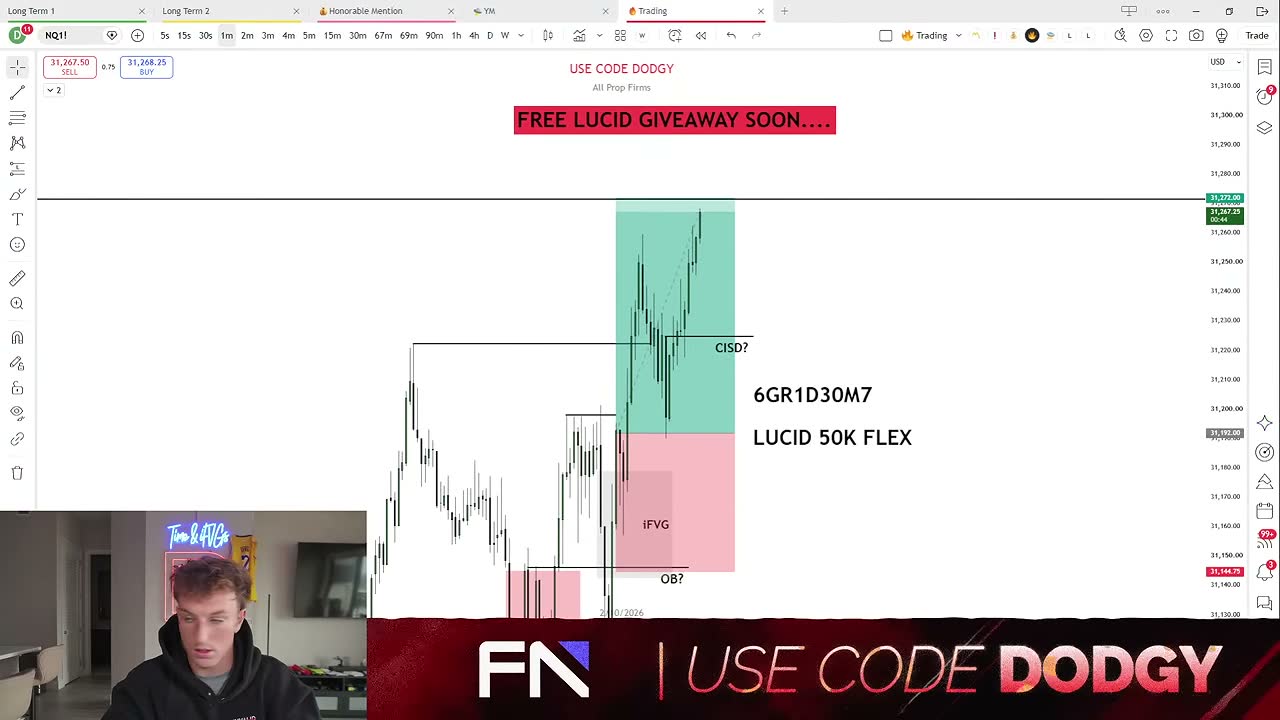 Long Term 1
Long Term 2
Honorable Mention
YM
Trading
D
11
NQ1!
5s 15s 30s 1m 2m 3m 4m 5m 15m 30m 67m 69m 90m 1h 4h D W
W
Trading
L
L
Trade
31,267.50
SELL
0.75
31,268.25
BUY
2
USE CODE DODGY
All Prop Firms
FREE LUCID GIVEAWAY SOON....
USD
31,310.00
31,300.00
31,290.00
31,280.00
31,272.00
31,267.25
00:44
31,260.00
31,250.00
31,240.00
31,230.00
31,220.00
31,210.00
31,200.00
31,192.00
31,180.00
31,170.00
31,160.00
31,150.00
31,144.75
31,140.00
31,130.00
9
99+
3
CISD?
6GR1D30M7
LUCID 50K FLEX
iFVG
OB?
FN
USE CODE DODGY